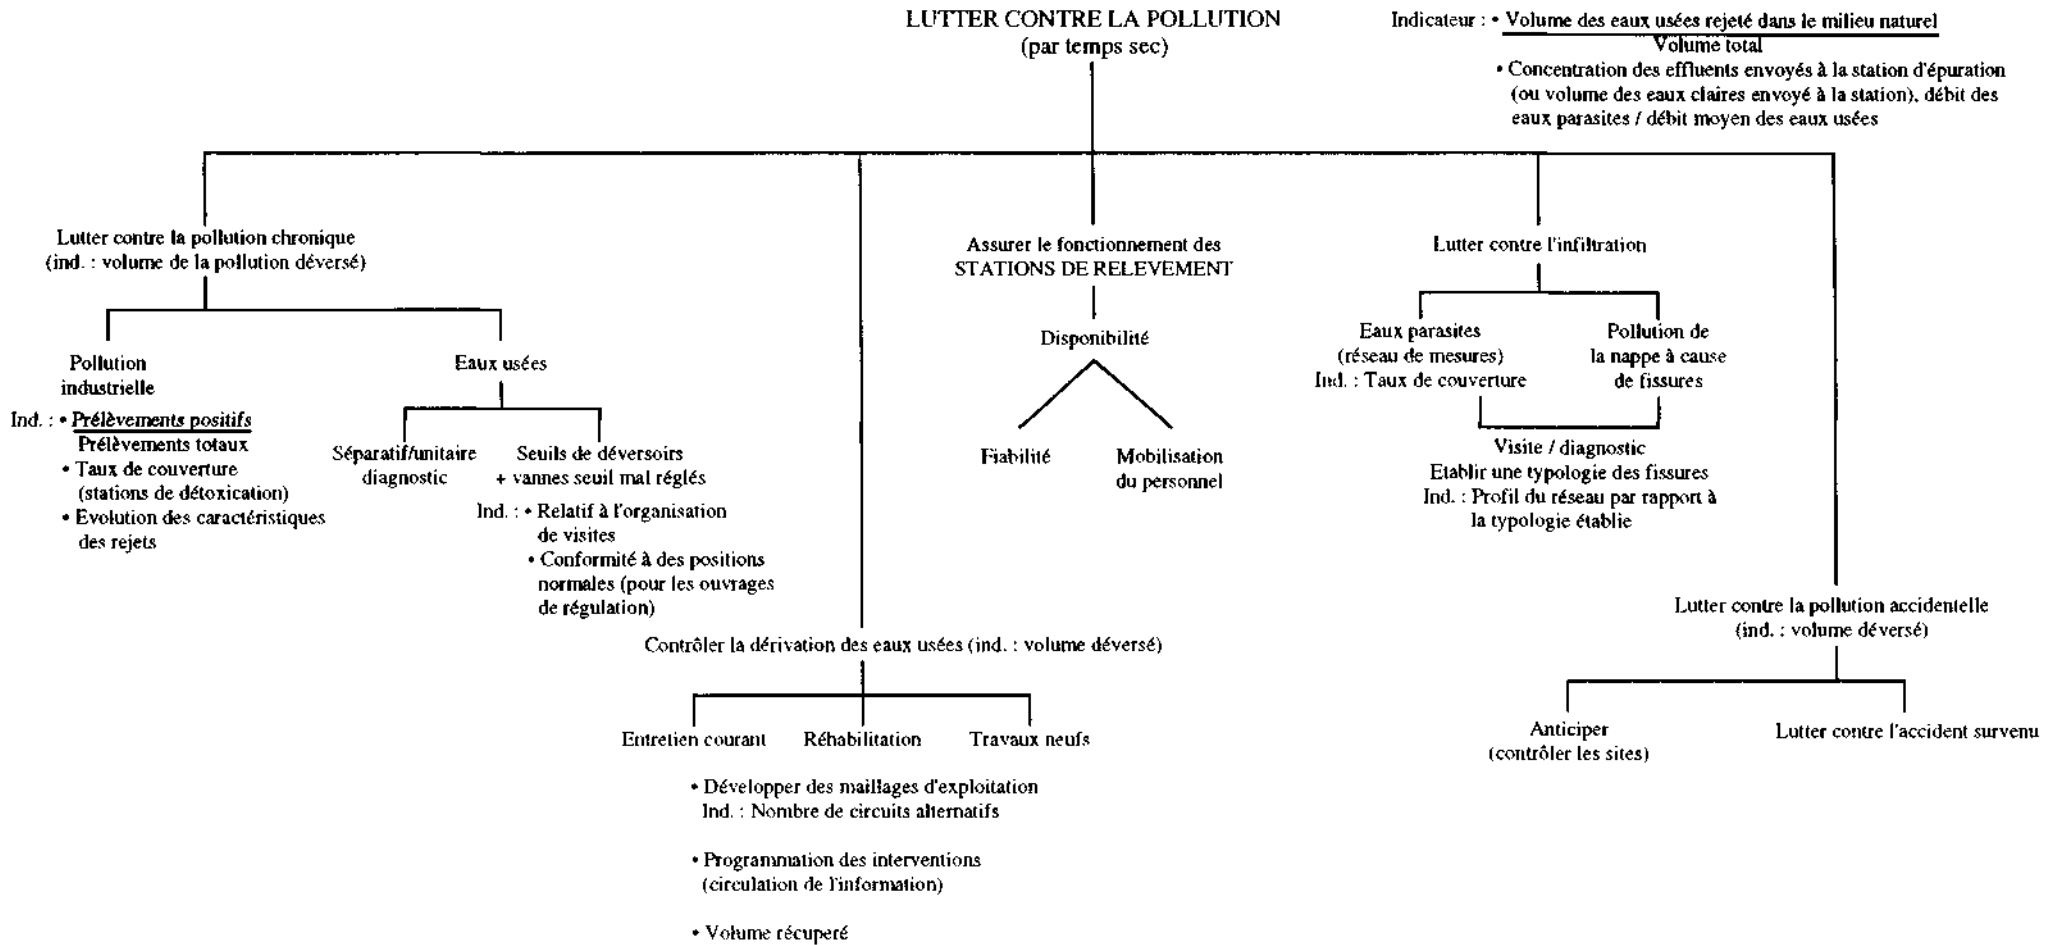 LUTTER CONTRE LA POLLUTION
(par temps sec)
Indicateur : • Volume des eaux usées rejeté dans le milieu naturel
Volume total
• Concentration des effluents envoyés à la station d'épuration
(ou volume des eaux claires envoyé à la station), débit des
eaux parasites / débit moyen des eaux usées
Lutter contre la pollution chronique
(ind. : volume de la pollution déversé)
Pollution
industrielle
Ind. : • Prélèvements positifs
Prélèvements totaux
• Taux de couverture
(stations de détoxication)
• Evolution des caractéristiques
des rejets
Eaux usées
Séparatif/unitaire
diagnostic
Seuils de déversoirs
+ vannes seuil mal réglés
Ind. : • Relatif à l'organisation
de visites
• Conformité à des positions
normales (pour les ouvrages
de régulation)
Contrôler la dérivation des eaux usées (ind. : volume déversé)
Entretien courant
Réhabilitation
Travaux neufs
• Développer des maillages d'exploitation
Ind. : Nombre de circuits alternatifs
• Programmation des interventions
(circulation de l'information)
• Volume récuperé
Assurer le fonctionnement des
STATIONS DE RELEVEMENT
Disponibilité
Fiabilité
Mobilisation
du personnel
Lutter contre l'infiltration
Eaux parasites
(réseau de mesures)
Ind. : Taux de couverture
Pollution de
la nappe à cause
de fissures
Visite / diagnostic
Etablir une typologie des fissures
Ind. : Profil du réseau par rapport à
la typologie établie
Lutter contre la pollution accidentelle
(ind. : volume déversé)
Anticiper
(contrôler les sites)
Lutter contre l'accident survenu